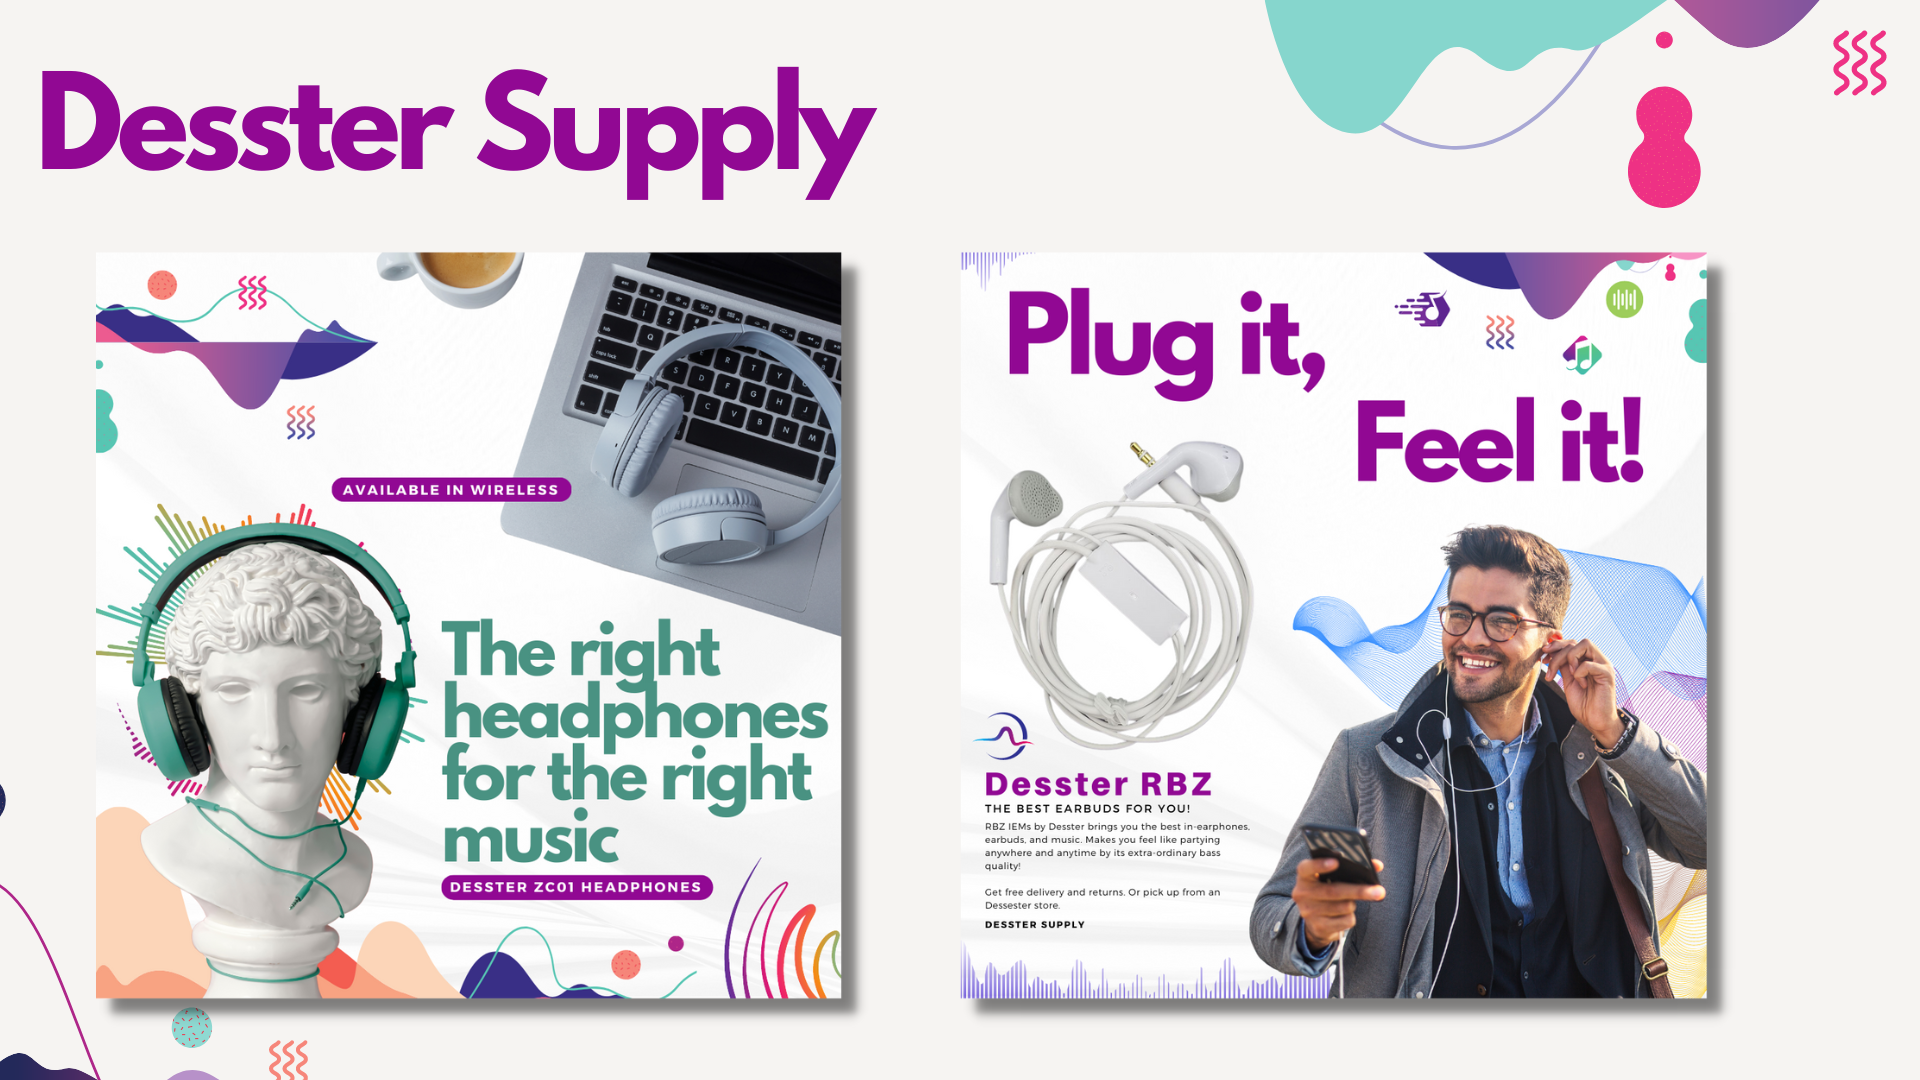 Desster Supply
AVAILABLE IN WIRELESS
The right
headphones
for the right
music
DESSTER ZC01 HEADPHONES
Plug it,
Feel it!
Desster RBZ
THE BEST EARBUDS FOR YOU!
RBZ IEMs by Desster brings you the best in-earphones,
earbuds, and music. Makes you feel like partying
anywhere and anytime by its extra-ordinary bass
quality!
Get free delivery and returns. Or pick up from an
Dessester store.
DESSTER SUPPLY